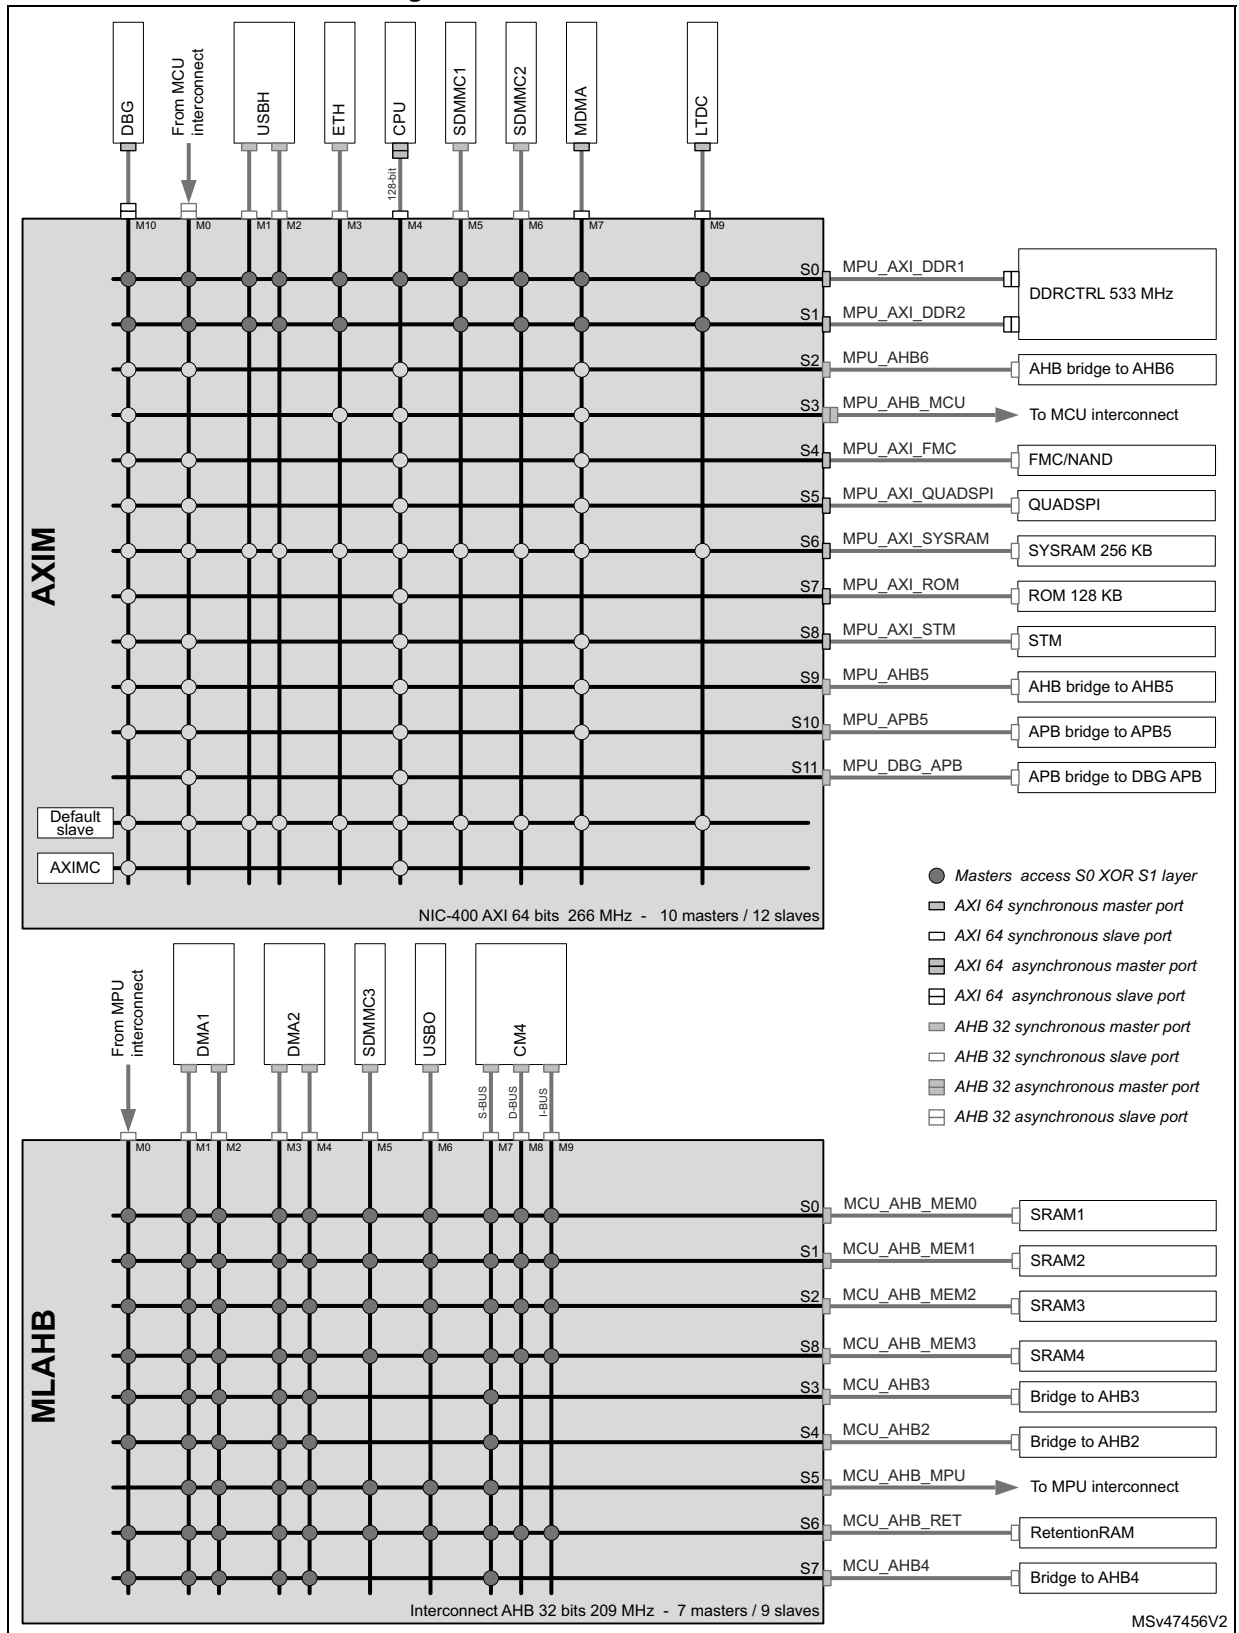 DBG
From MCU
interconnect
USBH
ETH
CPU
SDMMC1
SDMMC2
MDMA
LTDC
128-bit
M10
M0
M1
M2
M3
M4
M5
M6
M7
M9
AXIM
S0
MPU_AXI_DDR1
DDRCTRL 533 MHz
S1
MPU_AXI_DDR2
S2
MPU_AHB6
AHB bridge to AHB6
S3
MPU_AHB_MCU
To MCU interconnect
S4
MPU_AXI_FMC
FMC/NAND
S5
MPU_AXI_QUADSPI
QUADSPI
S6
MPU_AXI_SYSRAM
SYSRAM 256 KB
S7
MPU_AXI_ROM
ROM 128 KB
S8
MPU_AXI_STM
STM
S9
MPU_AHB5
AHB bridge to AHB5
S10
MPU_APB5
APB bridge to APB5
S11
MPU_DBG_APB
APB bridge to DBG APB
Default
slave
AXIMC
NIC-400 AXI 64 bits 266 MHz - 10 masters / 12 slaves
Masters access S0 XOR S1 layer
AXI 64 synchronous master port
AXI 64 synchronous slave port
AXI 64 asynchronous master port
AXI 64 asynchronous slave port
AHB 32 synchronous master port
AHB 32 synchronous slave port
AHB 32 asynchronous master port
AHB 32 asynchronous slave port
From MPU
interconnect
DMA1
DMA2
SDMMC3
USBO
CM4
S-BUS
D-BUS
I-BUS
M0
M1
M2
M3
M4
M5
M6
M7
M8
M9
MLAHB
S0
MCU_AHB_MEM0
SRAM1
S1
MCU_AHB_MEM1
SRAM2
S2
MCU_AHB_MEM2
SRAM3
S8
MCU_AHB_MEM3
SRAM4
S3
MCU_AHB3
Bridge to AHB3
S4
MCU_AHB2
Bridge to AHB2
S5
MCU_AHB_MPU
To MPU interconnect
S6
MCU_AHB_RET
RetentionRAM
S7
MCU_AHB4
Bridge to AHB4
Interconnect AHB 32 bits 209 MHz - 7 masters / 9 slaves
MSv47456V2